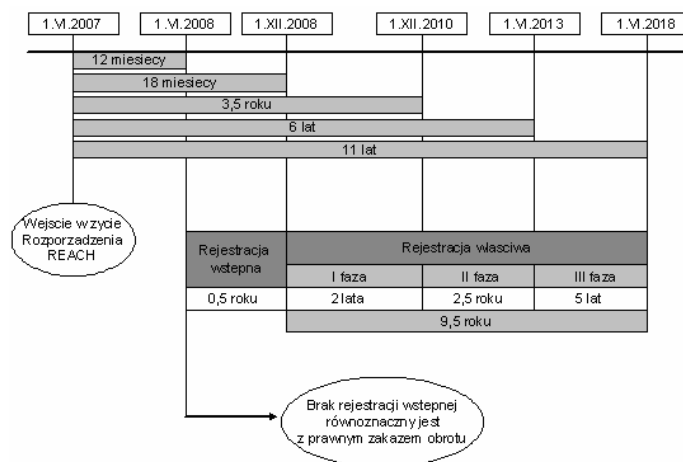 1.VI.2007
1.VI.2008
1.XII.2008
1.XII.2010
1.VI.2013
1.VI.2018
12 miesiecy
18 miesiecy
3,5 roku
6 lat
11 lat
Wejscie w zycie
Rozporzadzenia
REACH
Rejestracja
wstepna
Rejestracja wlasciwa
I faza
II faza
III faza
0,5 roku
2 lata
2,5 roku
5 lat
9,5 roku
Brak rejestracji wstepnej
równoznaczny jest
z prawnym zakazem obrotu